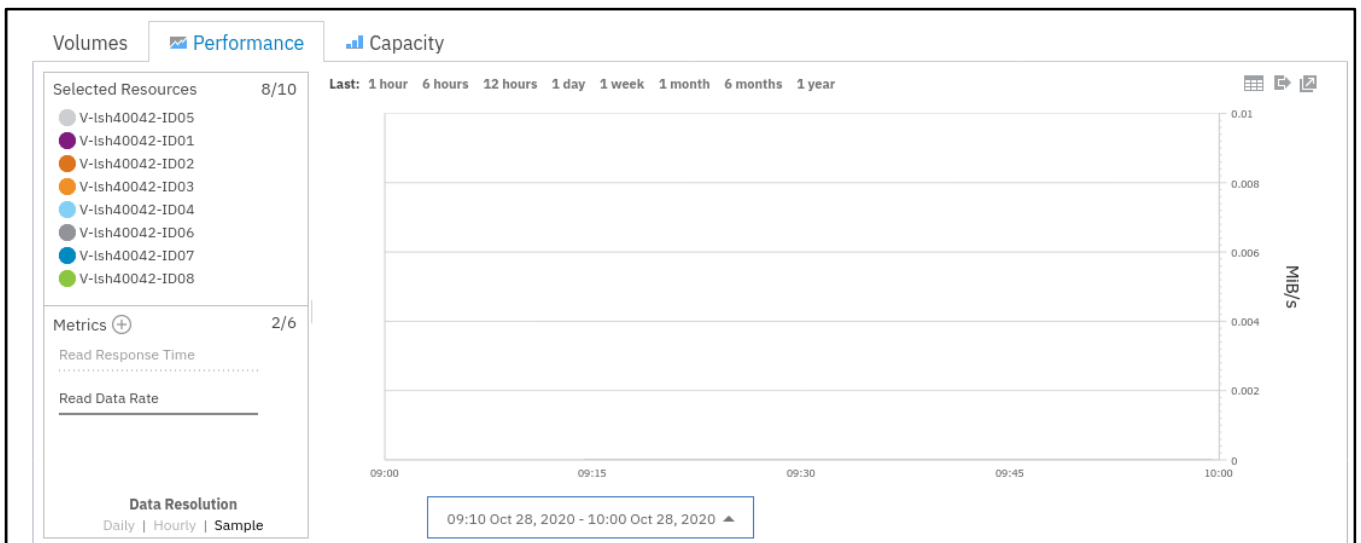 Volumes Performance Capacity
Selected Resources 8/10
V-lsh40042-ID05
V-lsh40042-ID01
V-lsh40042-ID02
V-lsh40042-ID03
V-lsh40042-ID04
V-lsh40042-ID06
V-lsh40042-ID07
V-lsh40042-ID08
Metrics 2/6
Read Response Time
Read Data Rate
Data Resolution
Daily | Hourly | Sample
Last: 1 hour 6 hours 12 hours 1 day 1 week 1 month 6 months 1 year
0.01
0.008
0.006
0.004
0.002
0
MiB/s
09:00 09:15 09:30 09:45 10:00
09:10 Oct 28, 2020 - 10:00 Oct 28, 2020